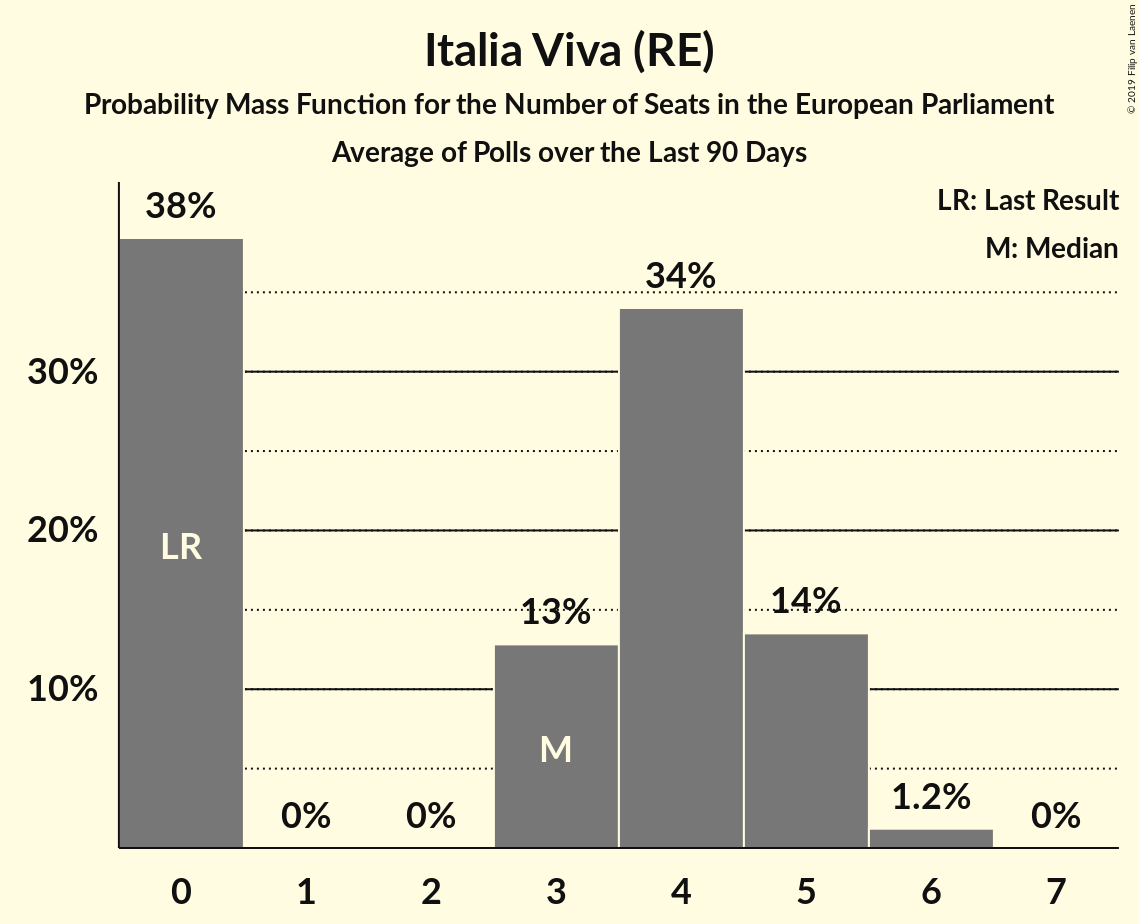 Italia Viva (RE)
Probability Mass Function for the Number of Seats in the European Parliament
Average of Polls over the Last 90 Days
© 2019 Filip van Laenen
LR: Last Result
M: Median
38%
34%
30%
20%
LR
14%
13%
10%
M
1.2%
0%
0%
0%
0
1
2
3
4
5
6
7